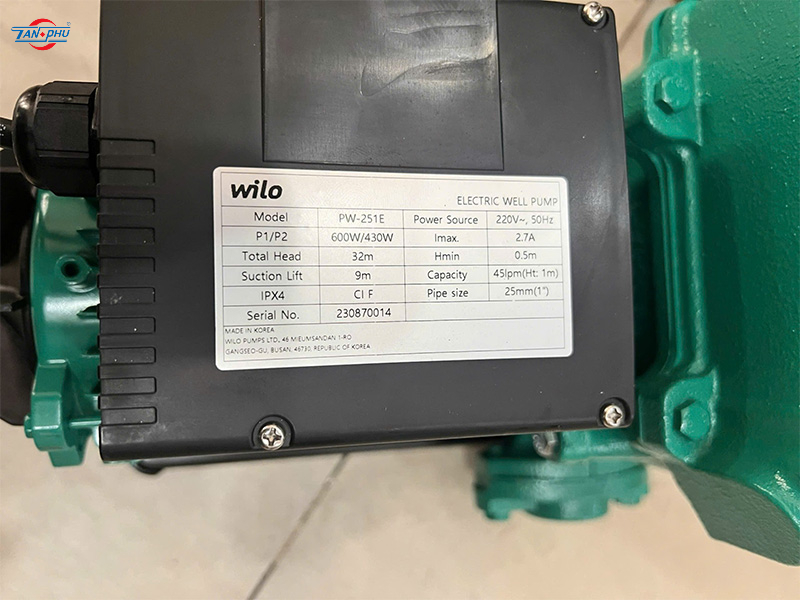 TAN PHU
wilo
ELECTRIC WELL PUMP
Model PW-251E Power Source 220V~, 50Hz
P1/P2 600W/430W Imax. 2.7A
Total Head 32m Hmin 0.5m
Suction Lift 9m Capacity 45lpm(Ht: 1m)
IPX4 Cl F Pipe size 25mm(1")
Serial No. 230870014
MADE IN KOREA
WILO PUMPS LTD., 46 MIEUMSANDAN 1-RO
GANGSEO-GU, BUSAN, 46730, REPUBLIC OF KOREA